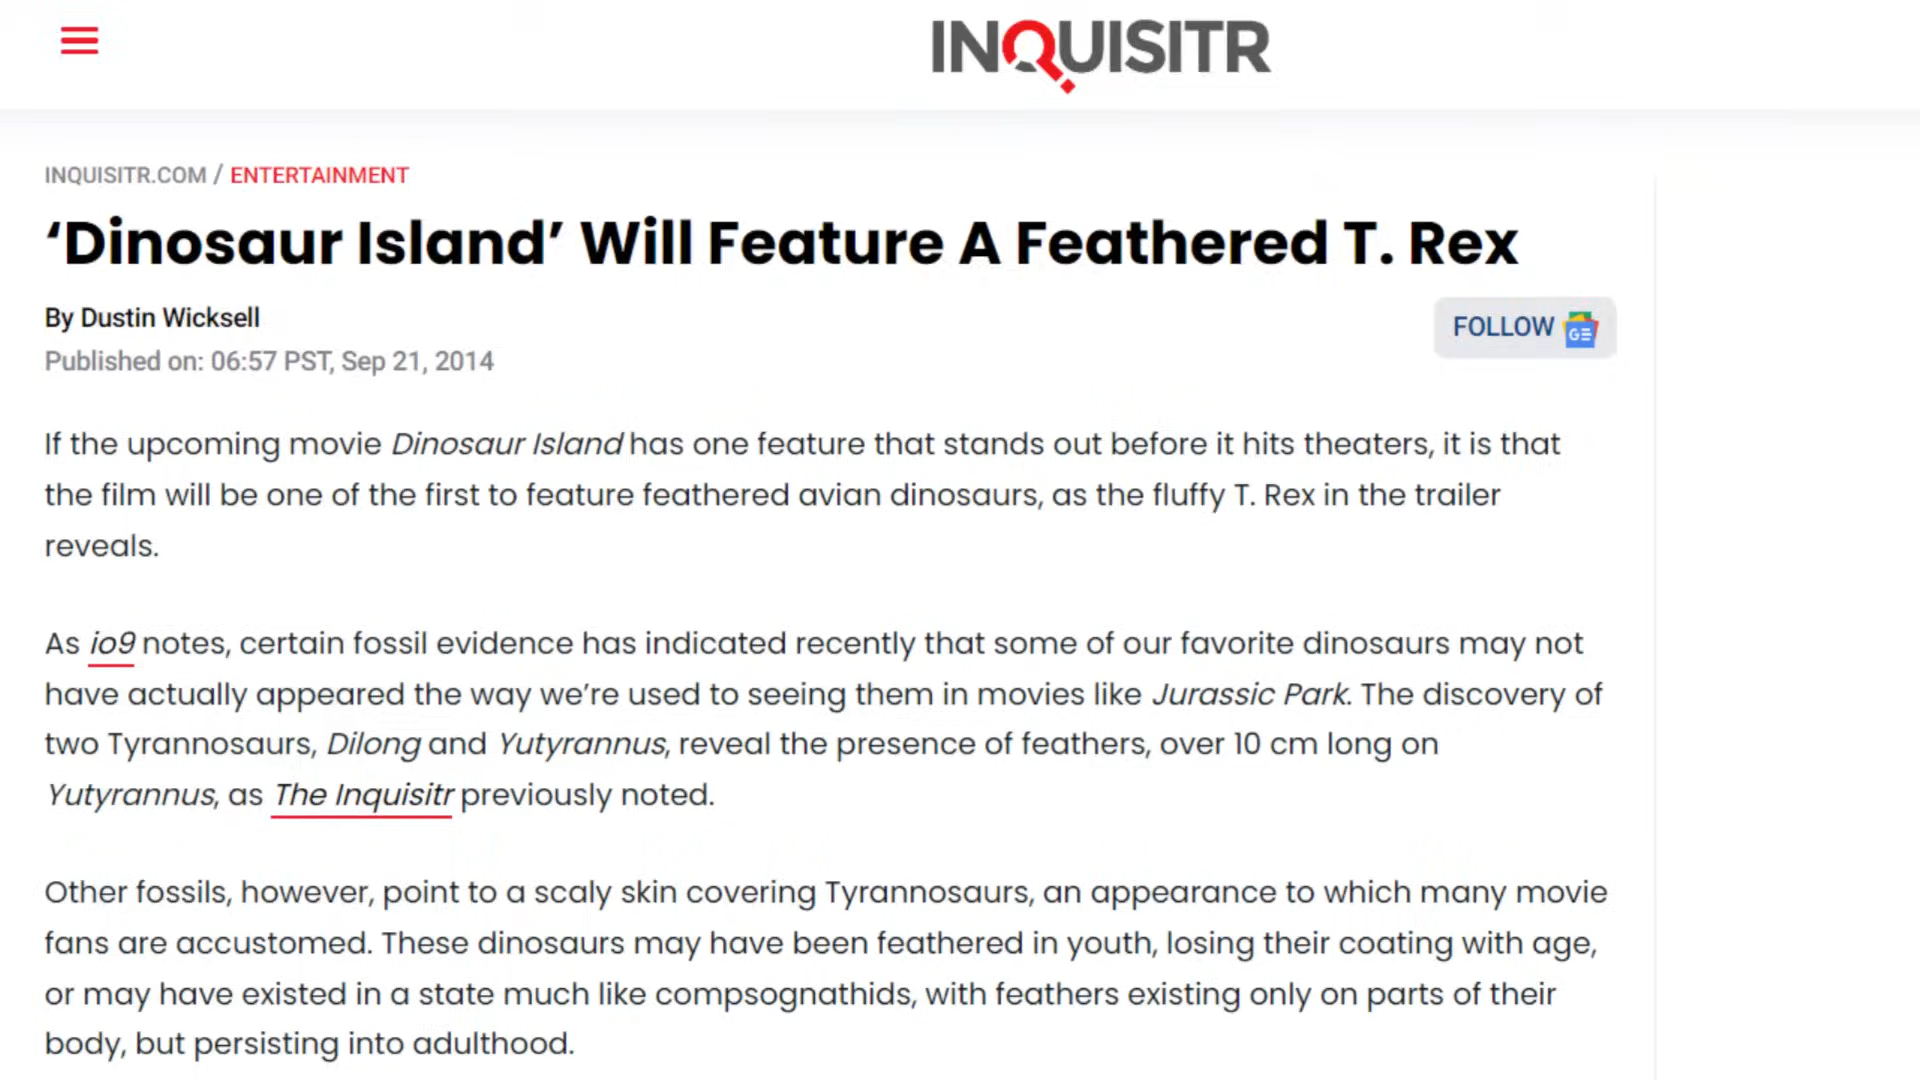 INQUISITR
INQUISITR.COM / ENTERTAINMENT
‘Dinosaur Island’ Will Feature A Feathered T. Rex
By Dustin Wicksell
FOLLOW GE
Published on: 06:57 PST, Sep 21, 2014
If the upcoming movie Dinosaur Island has one feature that stands out before it hits theaters, it is that
the film will be one of the first to feature feathered avian dinosaurs, as the fluffy T. Rex in the trailer
reveals.
As io9 notes, certain fossil evidence has indicated recently that some of our favorite dinosaurs may not
have actually appeared the way we’re used to seeing them in movies like Jurassic Park. The discovery of
two Tyrannosaurs, Dilong and Yutyrannus, reveal the presence of feathers, over 10 cm long on
Yutyrannus, as The Inquisitr previously noted.
Other fossils, however, point to a scaly skin covering Tyrannosaurs, an appearance to which many movie
fans are accustomed. These dinosaurs may have been feathered in youth, losing their coating with age,
or may have existed in a state much like compsognathids, with feathers existing only on parts of their
body, but persisting into adulthood.